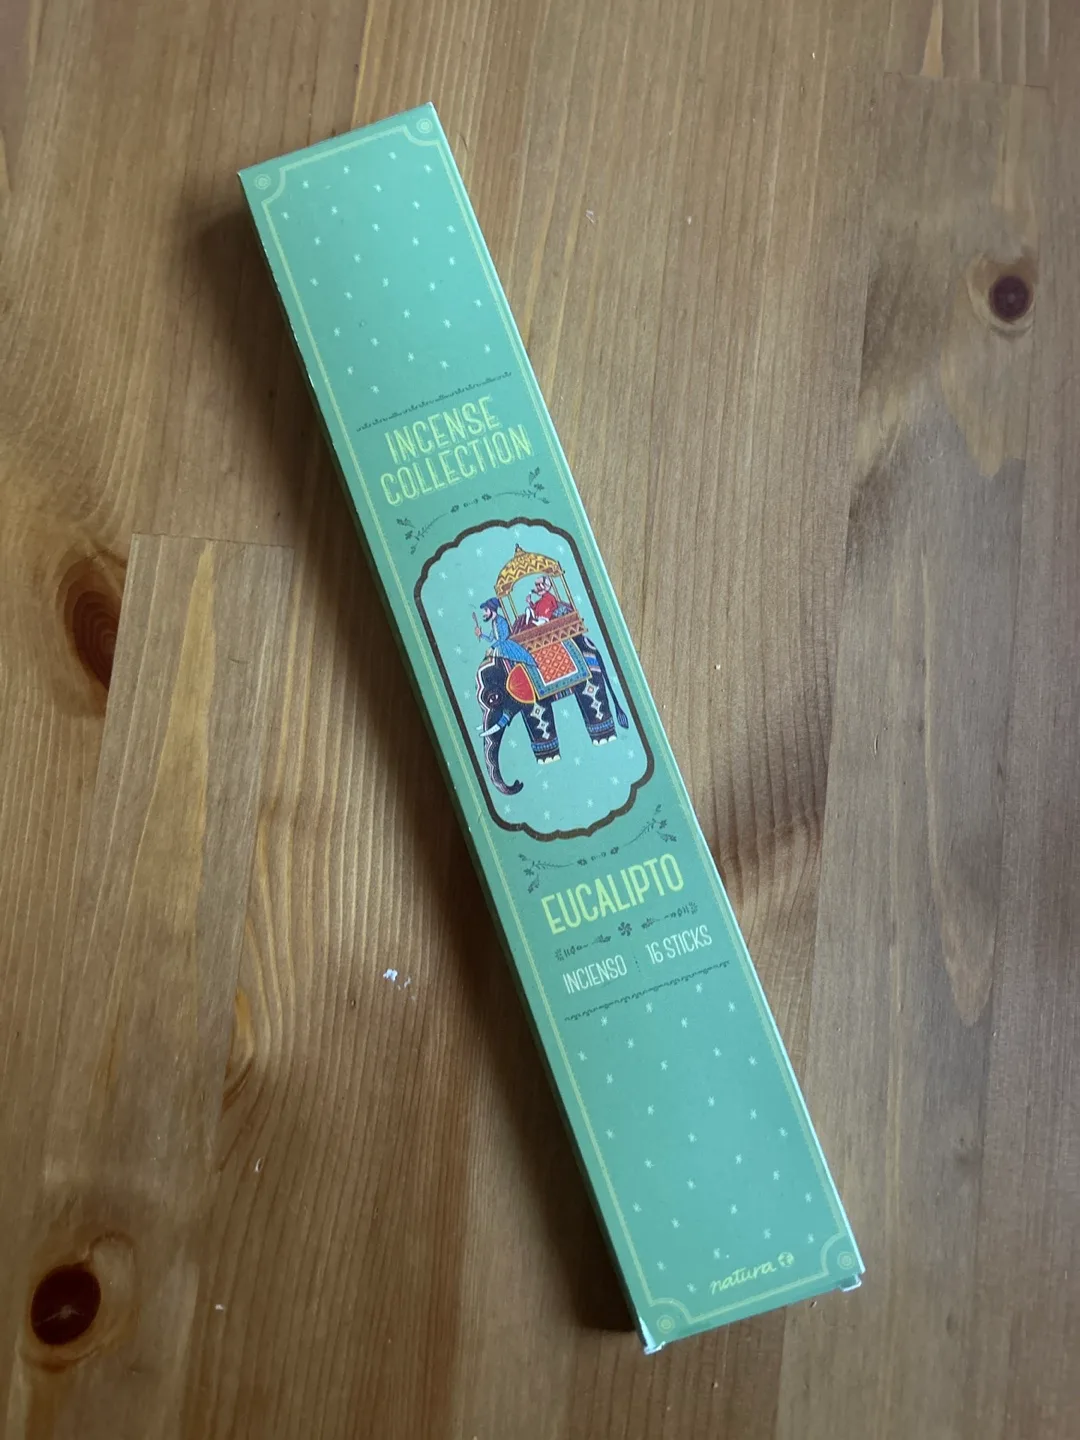 INCENSE
COLLECTION
EUCALIPTO
INCIENSO 16 STICKS
natura